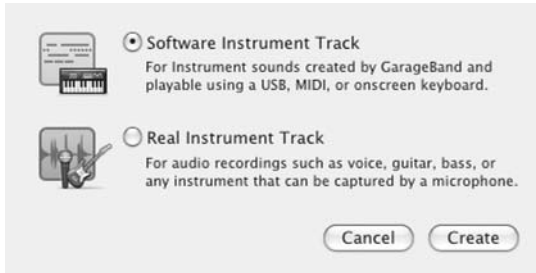 Software Instrument Track
For Instrument sounds created by GarageBand and
playable using a USB, MIDI, or onscreen keyboard.
Real Instrument Track
For audio recordings such as voice, guitar, bass, or
any instrument that can be captured by a microphone.
Cancel Create